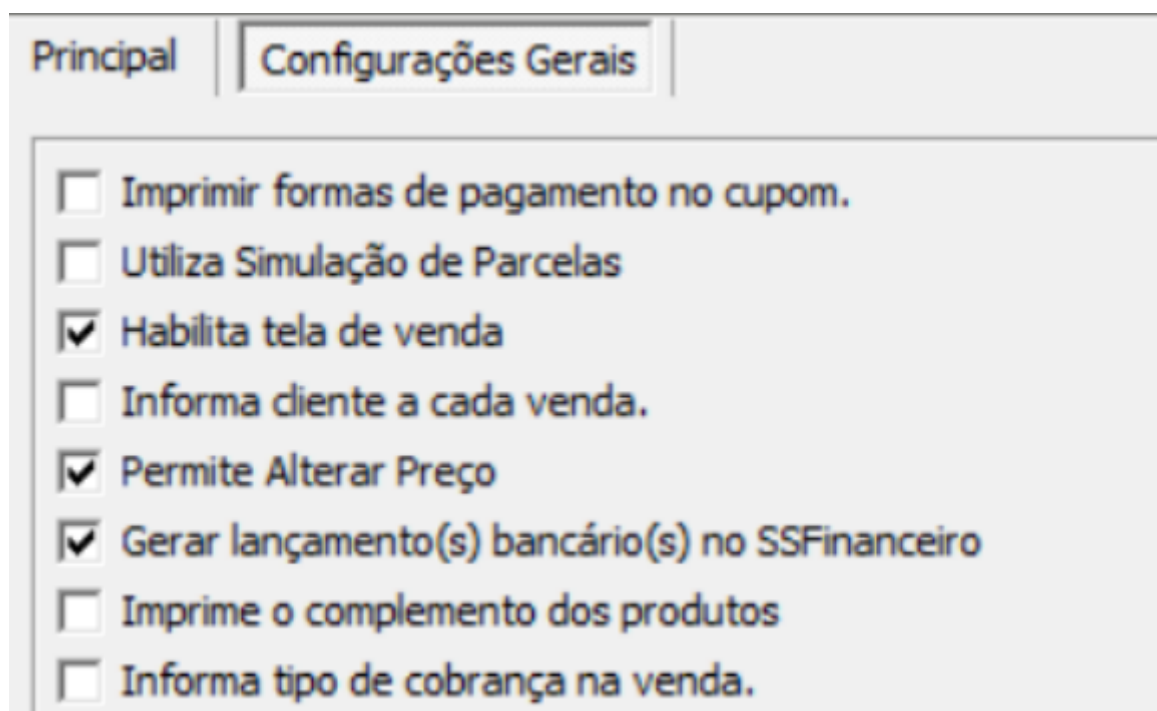 Principal
Configurações Gerais
Imprimir formas de pagamento no cupom.
Utiliza Simulação de Parcelas
Habilita tela de venda
Informa cliente a cada venda.
Permite Alterar Preço
Gerar lançamento(s) bancário(s) no SSFinanceiro
Imprime o complemento dos produtos
Informa tipo de cobrança na venda.